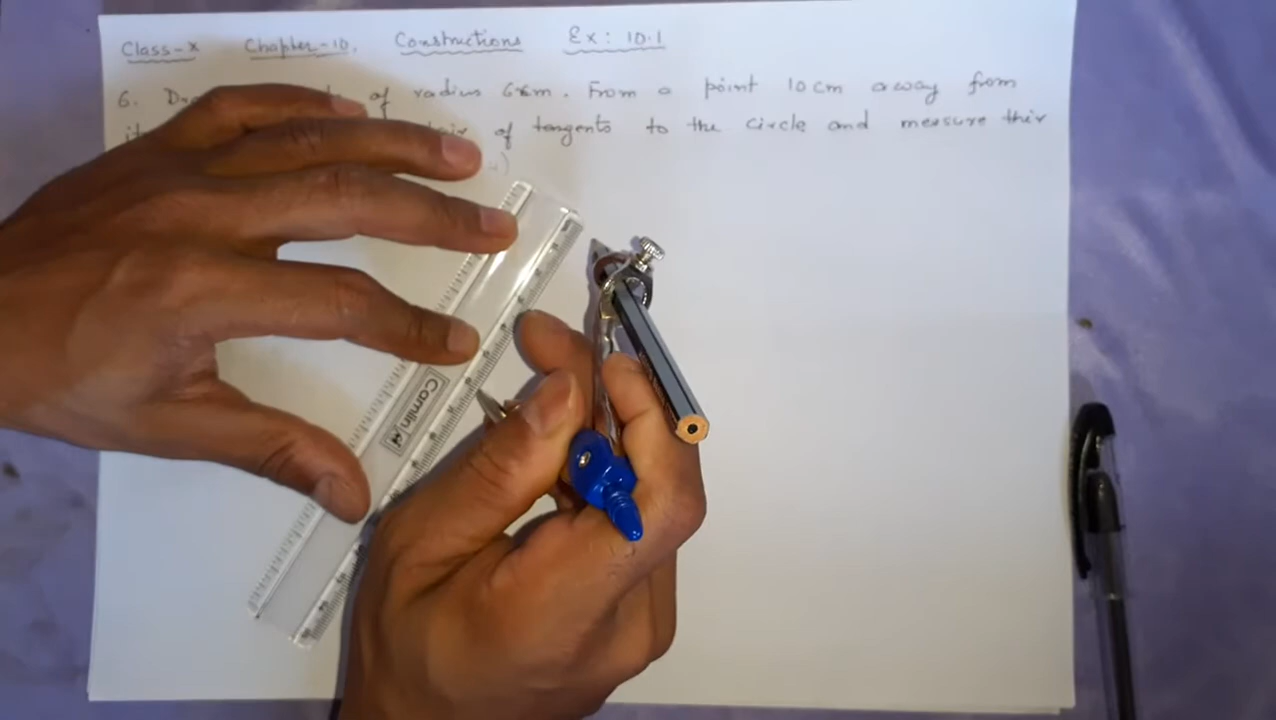 Class-X Chapter-10. Constructions Ex: 10.1
6. of radius 6cm. From a point 10 cm away from
of tangents to the circle and measure thir
Camlin